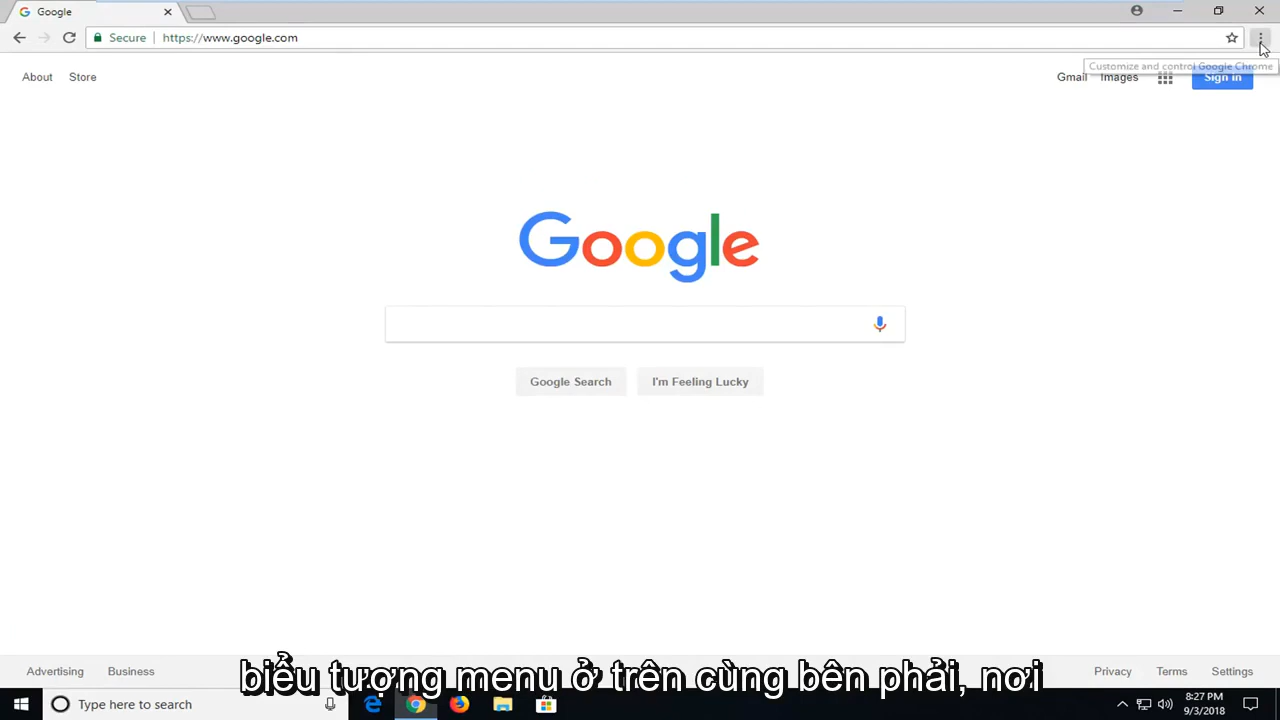 Google
Secure https://www.google.com
Customize and control Google Chrome
About Store
Gmail Images Sign in
Google
Google Search I'm Feeling Lucky
Advertising Business
Privacy Terms Settings
biểu tượng menu ở trên cùng bên phải, nơi
Type here to search
8:27 PM
9/3/2018